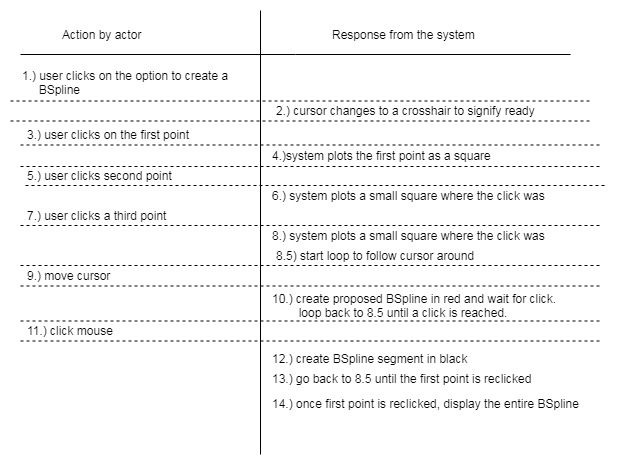 Action by actor
Response from the system
1.) user clicks on the option to create a
BSpline
2.) cursor changes to a crosshair to signify ready
3.) user clicks on the first point
4.)system plots the first point as a square
5.) user clicks second point
6.) system plots a small square where the click was
7.) user clicks a third point
8.) system plots a small square where the click was
8.5) start loop to follow cursor around
9.) move cursor
10.) create proposed BSpline in red and wait for click.
loop back to 8.5 until a click is reached.
11.) click mouse
12.) create BSpline segment in black
13.) go back to 8.5 until the first point is reclicked
14.) once first point is reclicked, display the entire BSpline